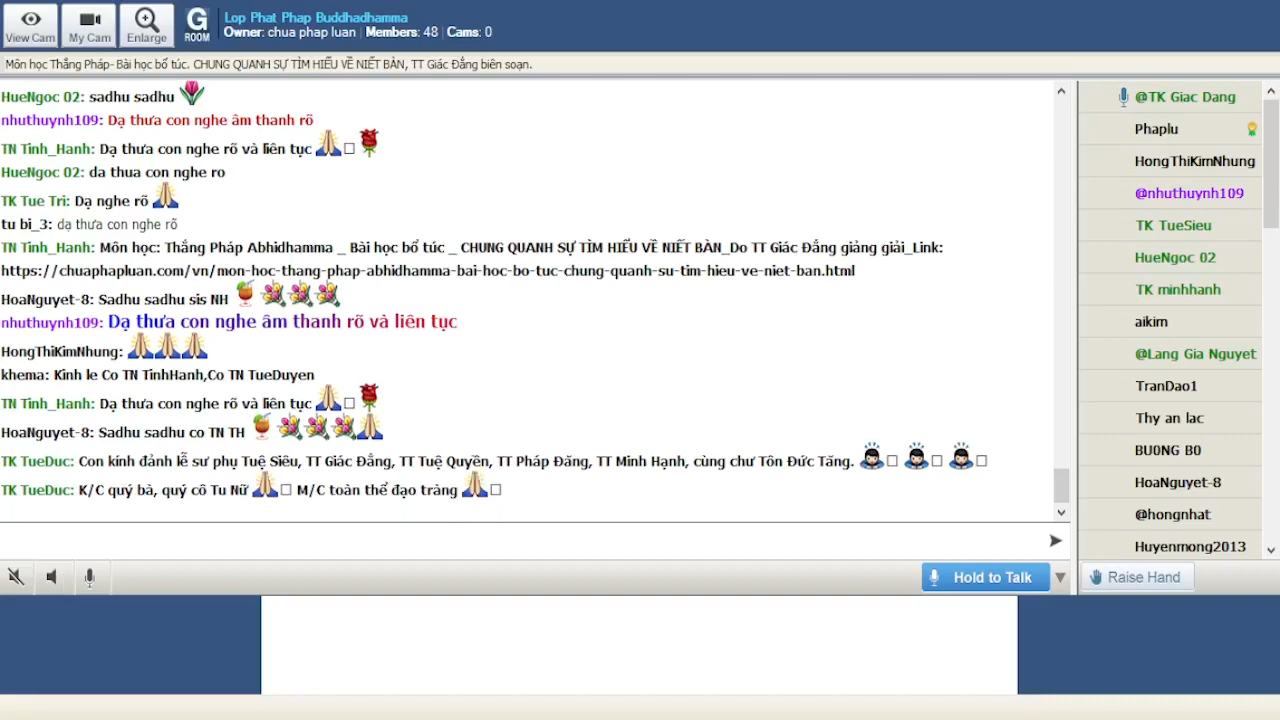 View Cam
My Cam
Enlarge
G
ROOM
Lop Phat Phap Buddhadhamma
Owner: chua phap luan | Members: 48 | Cams: 0
Môn học Thắng Pháp- Bài học bổ túc. CHUNG QUANH SỰ TÌM HIỂU VỀ NIẾT BÀN, TT Giác Đẳng biên soạn.
HueNgoc 02: sadhu sadhu
nhuthuynh109: Dạ thưa con nghe âm thanh rõ
TN Tinh_Hanh: Dạ thưa con nghe rõ và liên tục
HueNgoc 02: da thua con nghe ro
TK Tue Tri: Dạ nghe rõ
tu bi_3: dạ thưa con nghe rõ
TN Tinh_Hanh: Môn học: Thắng Pháp Abhidhamma _ Bài học bổ túc _ CHUNG QUANH SỰ TÌM HIỂU VỀ NIẾT BÀN_Do TT Giác Đẳng giảng giải_Link:
https://chuaphapluan.com/vn/mon-hoc-thang-phap-abhidhamma-bai-hoc-bo-tuc-chung-quanh-su-tim-hieu-ve-niet-ban.html
HoaNguyet-8: Sadhu sadhu sis NH
nhuthuynh109: Dạ thưa con nghe âm thanh rõ và liên tục
HongThiKimNhung:
khema: Kinh le Co TN TinhHanh,Co TN TueDuyen
TN Tinh_Hanh: Dạ thưa con nghe rõ và liên tục
HoaNguyet-8: Sadhu sadhu co TN TH
TK TueDuc: Con kính đảnh lễ sư phụ Tuệ Siêu, TT Giác Đẳng, TT Tuệ Quyền, TT Pháp Đăng, TT Minh Hạnh, cùng chư Tôn Đức Tăng.
TK TueDuc: K/C quý bà, quý cô Tu Nữ M/C toàn thể đạo tràng
@TK Giac Dang
Phaplu
HongThiKimNhung
@nhuthuynh109
TK TueSieu
HueNgoc 02
TK minhhanh
aikim
@Lang Gia Nguyet
TranDao1
Thy an lac
BU0NG B0
HoaNguyet-8
@hongnhat
Huyenmong2013
Hold to Talk
Raise Hand